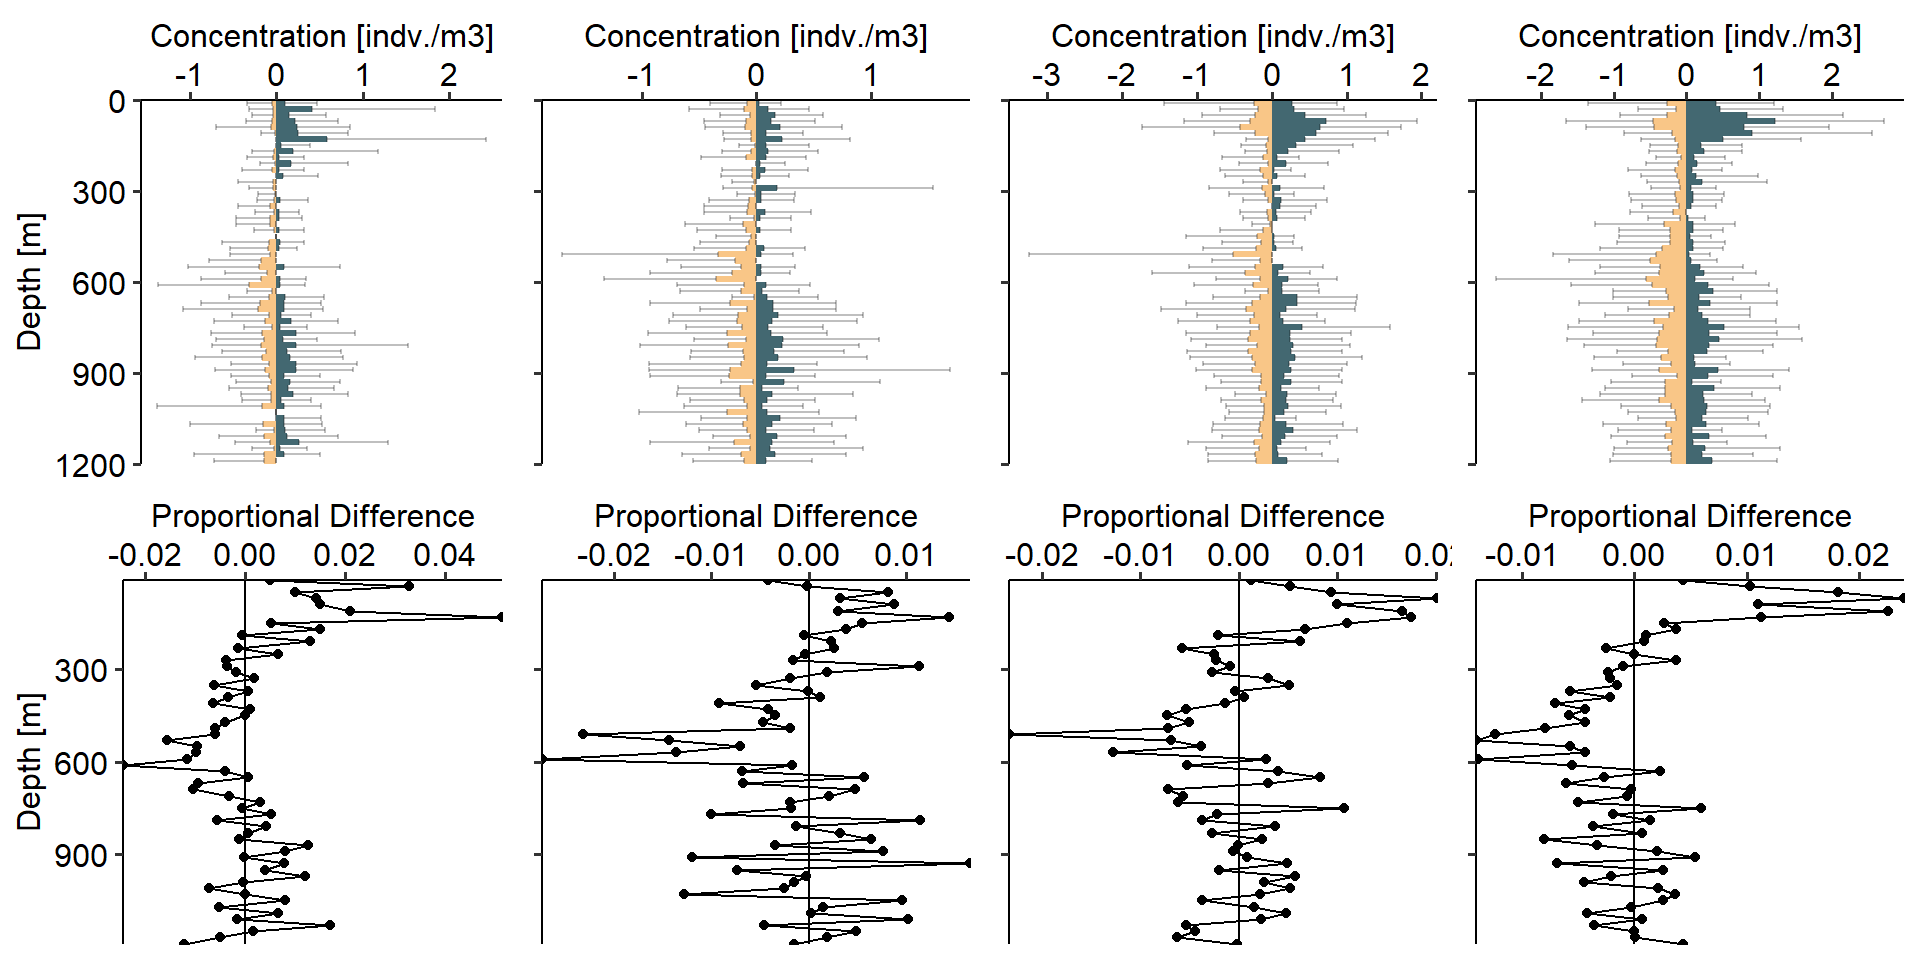 Concentration [indv./m3] Concentration [indv./m3] Concentration [indv./m3] Concentration [indv./m3]
-1 0 1 2 -1 0 1 -3 -2 -1 0 1 2 -2 -1 0 1 2
0
300
600
900
1200
Depth [m]
Proportional Difference Proportional Difference Proportional Difference Proportional Difference
-0.02 0.00 0.02 0.04 -0.02 -0.01 0.00 0.01 -0.02 -0.01 0.00 0.01 0.0 -0.01 0.00 0.01 0.02
300
600
900
Depth [m]